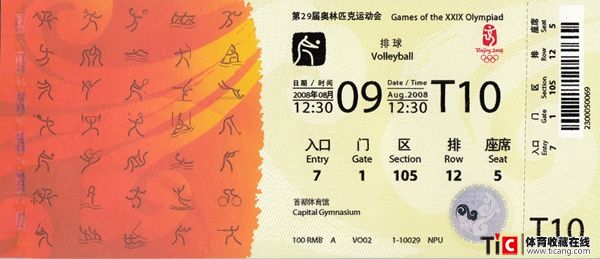 第29届奥林匹克运动会 Games of the XXIX Olympiad
排球
Volleyball
Beijing 2008
日期 / 时间
2008年08月
12:30
09
Date / Time
Aug.2008
12:30
T10
入口 门 区 排 座席
Entry Gate Section Row Seat
7 1 105 12 5
首都体育馆
Capital Gymnasium
100 RMB A VO02 1-10029 NPU
座席 Seat 5
排 Row 12
区 Section 105
门 Gate 1
入口 Entry 7
2300050069
T10
TiC 体育收藏在线
www.ticang.com